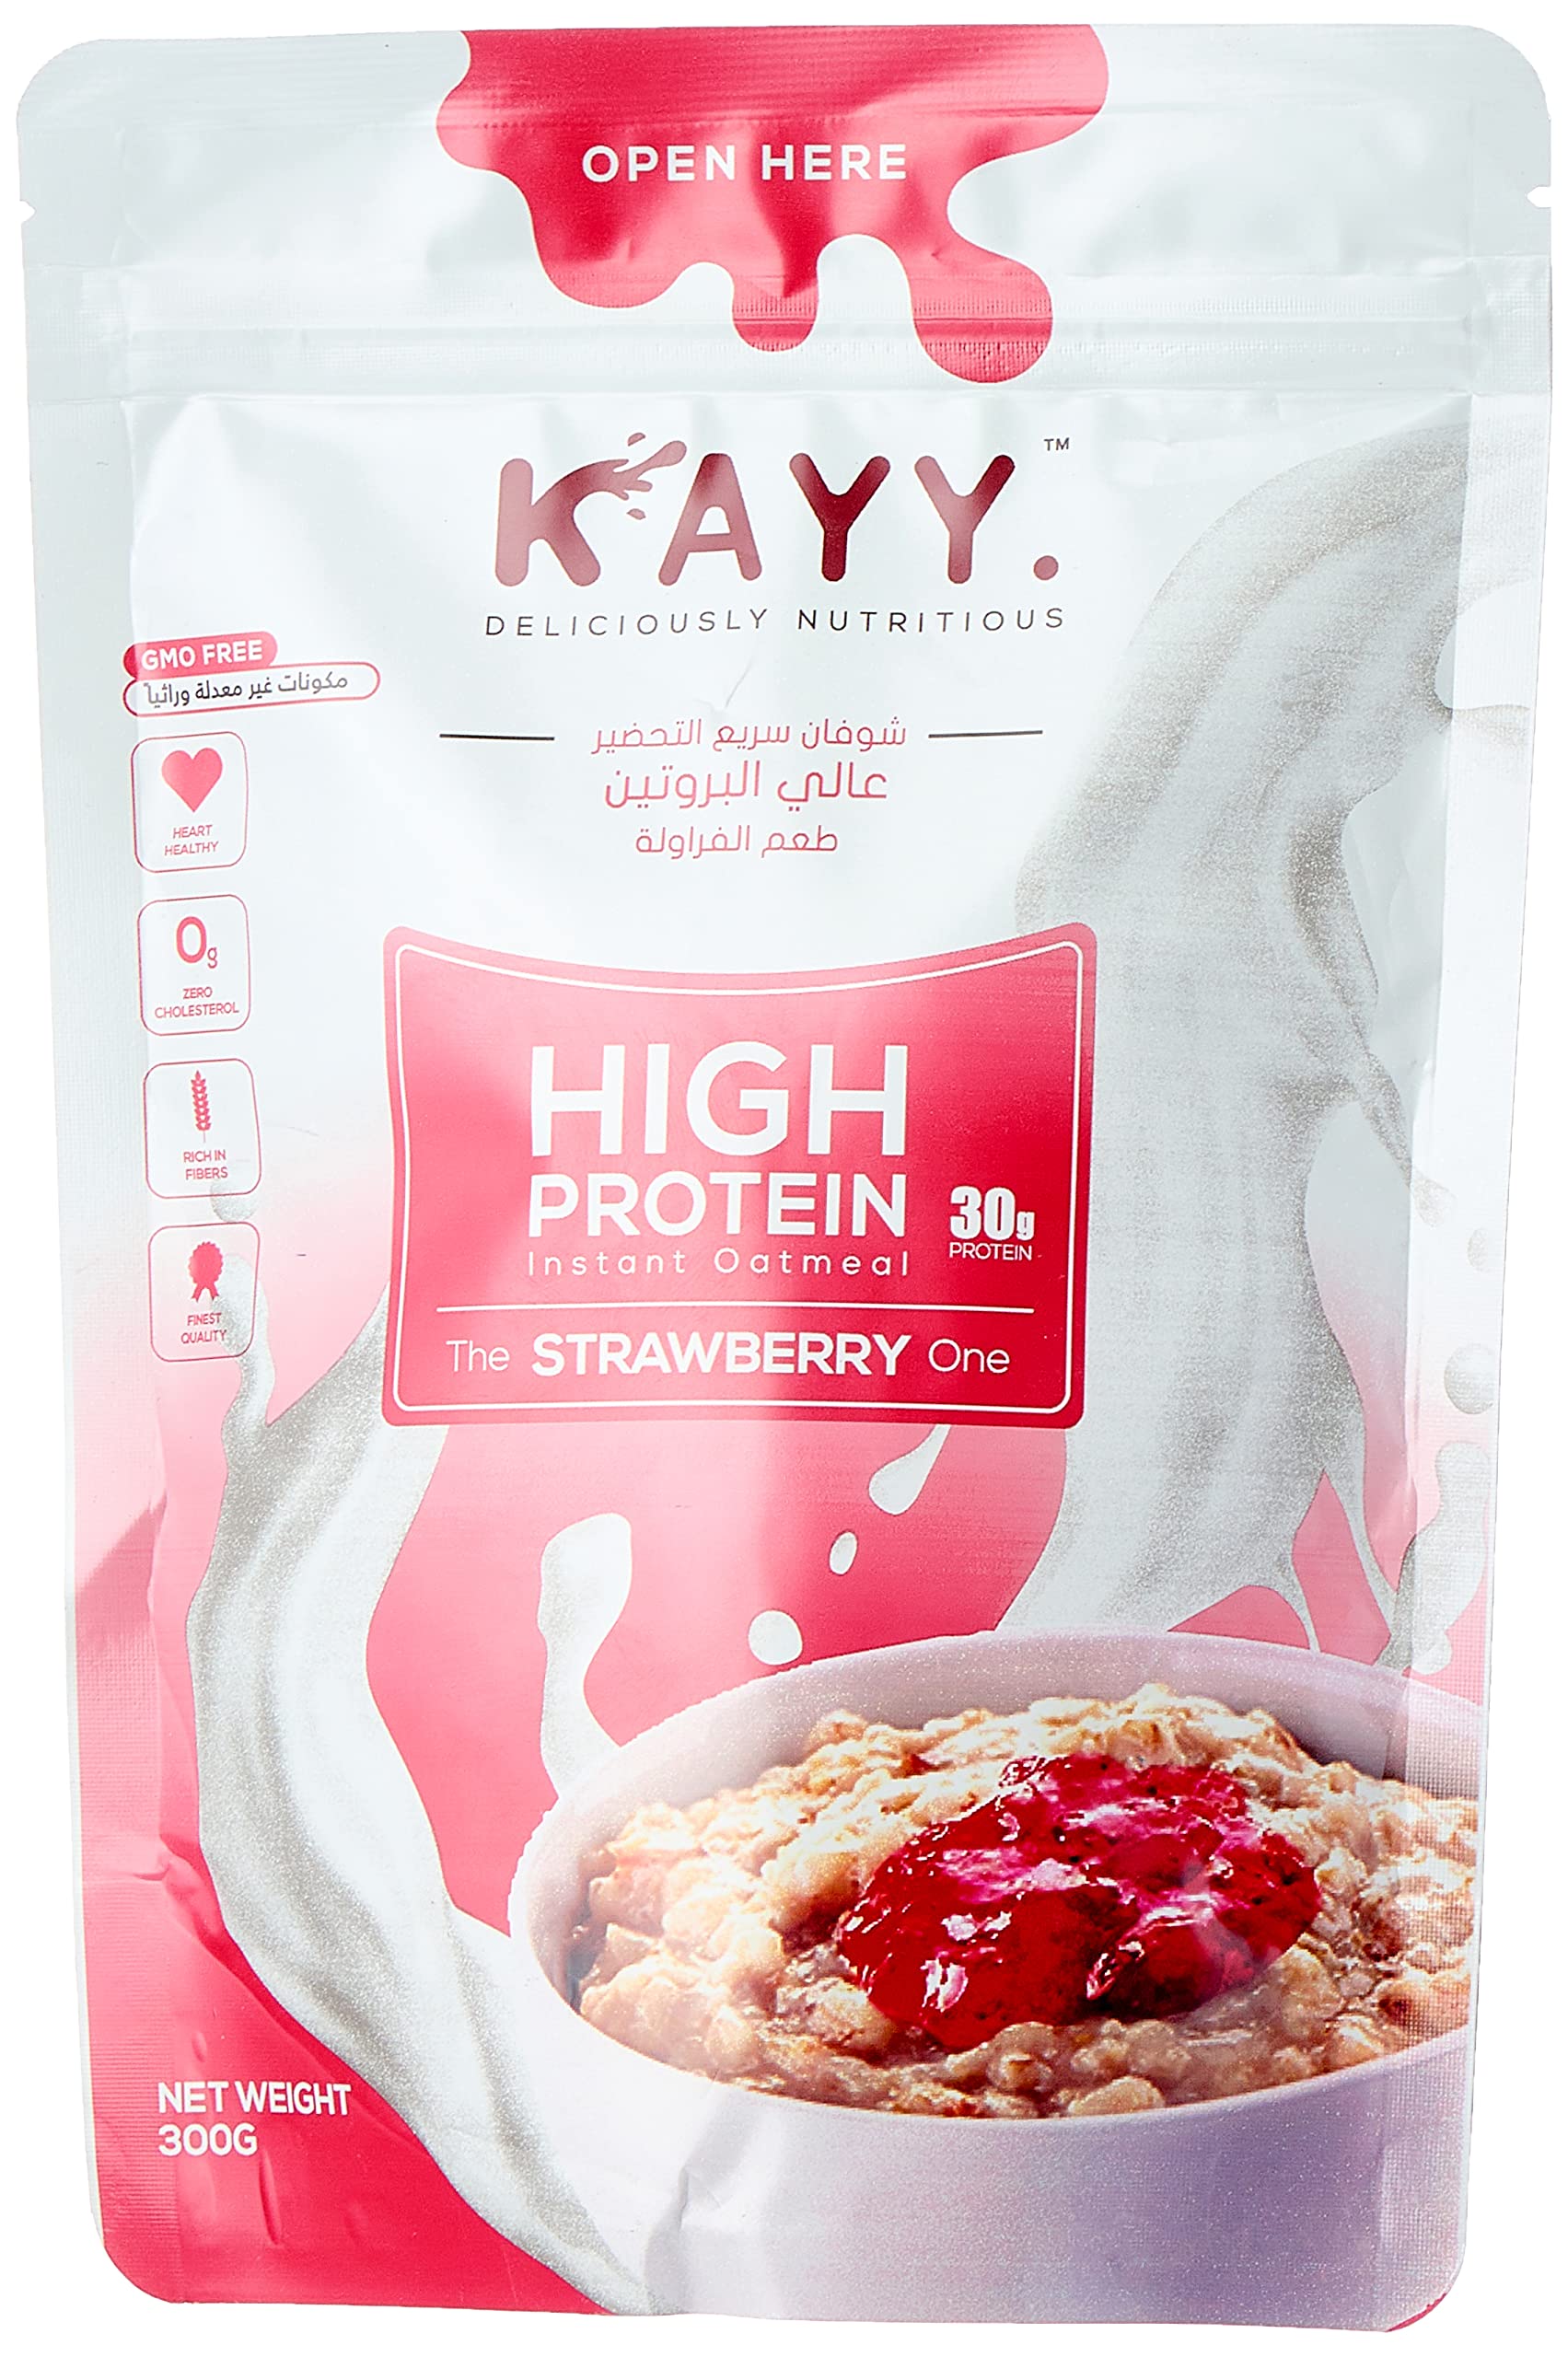 OPEN HERE
KAYY.™
DELICIOUSLY NUTRITIOUS
GMO FREE
مكونات غير معدلة وراثياً
شوفان سريع التحضير
عالي البروتين
طعم الفراولة
HEART
HEALTHY
0g
ZERO
CHOLESTEROL
RICH IN
FIBERS
FINEST
QUALITY
HIGH
PROTEIN
Instant Oatmeal
30g
PROTEIN
The STRAWBERRY One
NET WEIGHT
300G